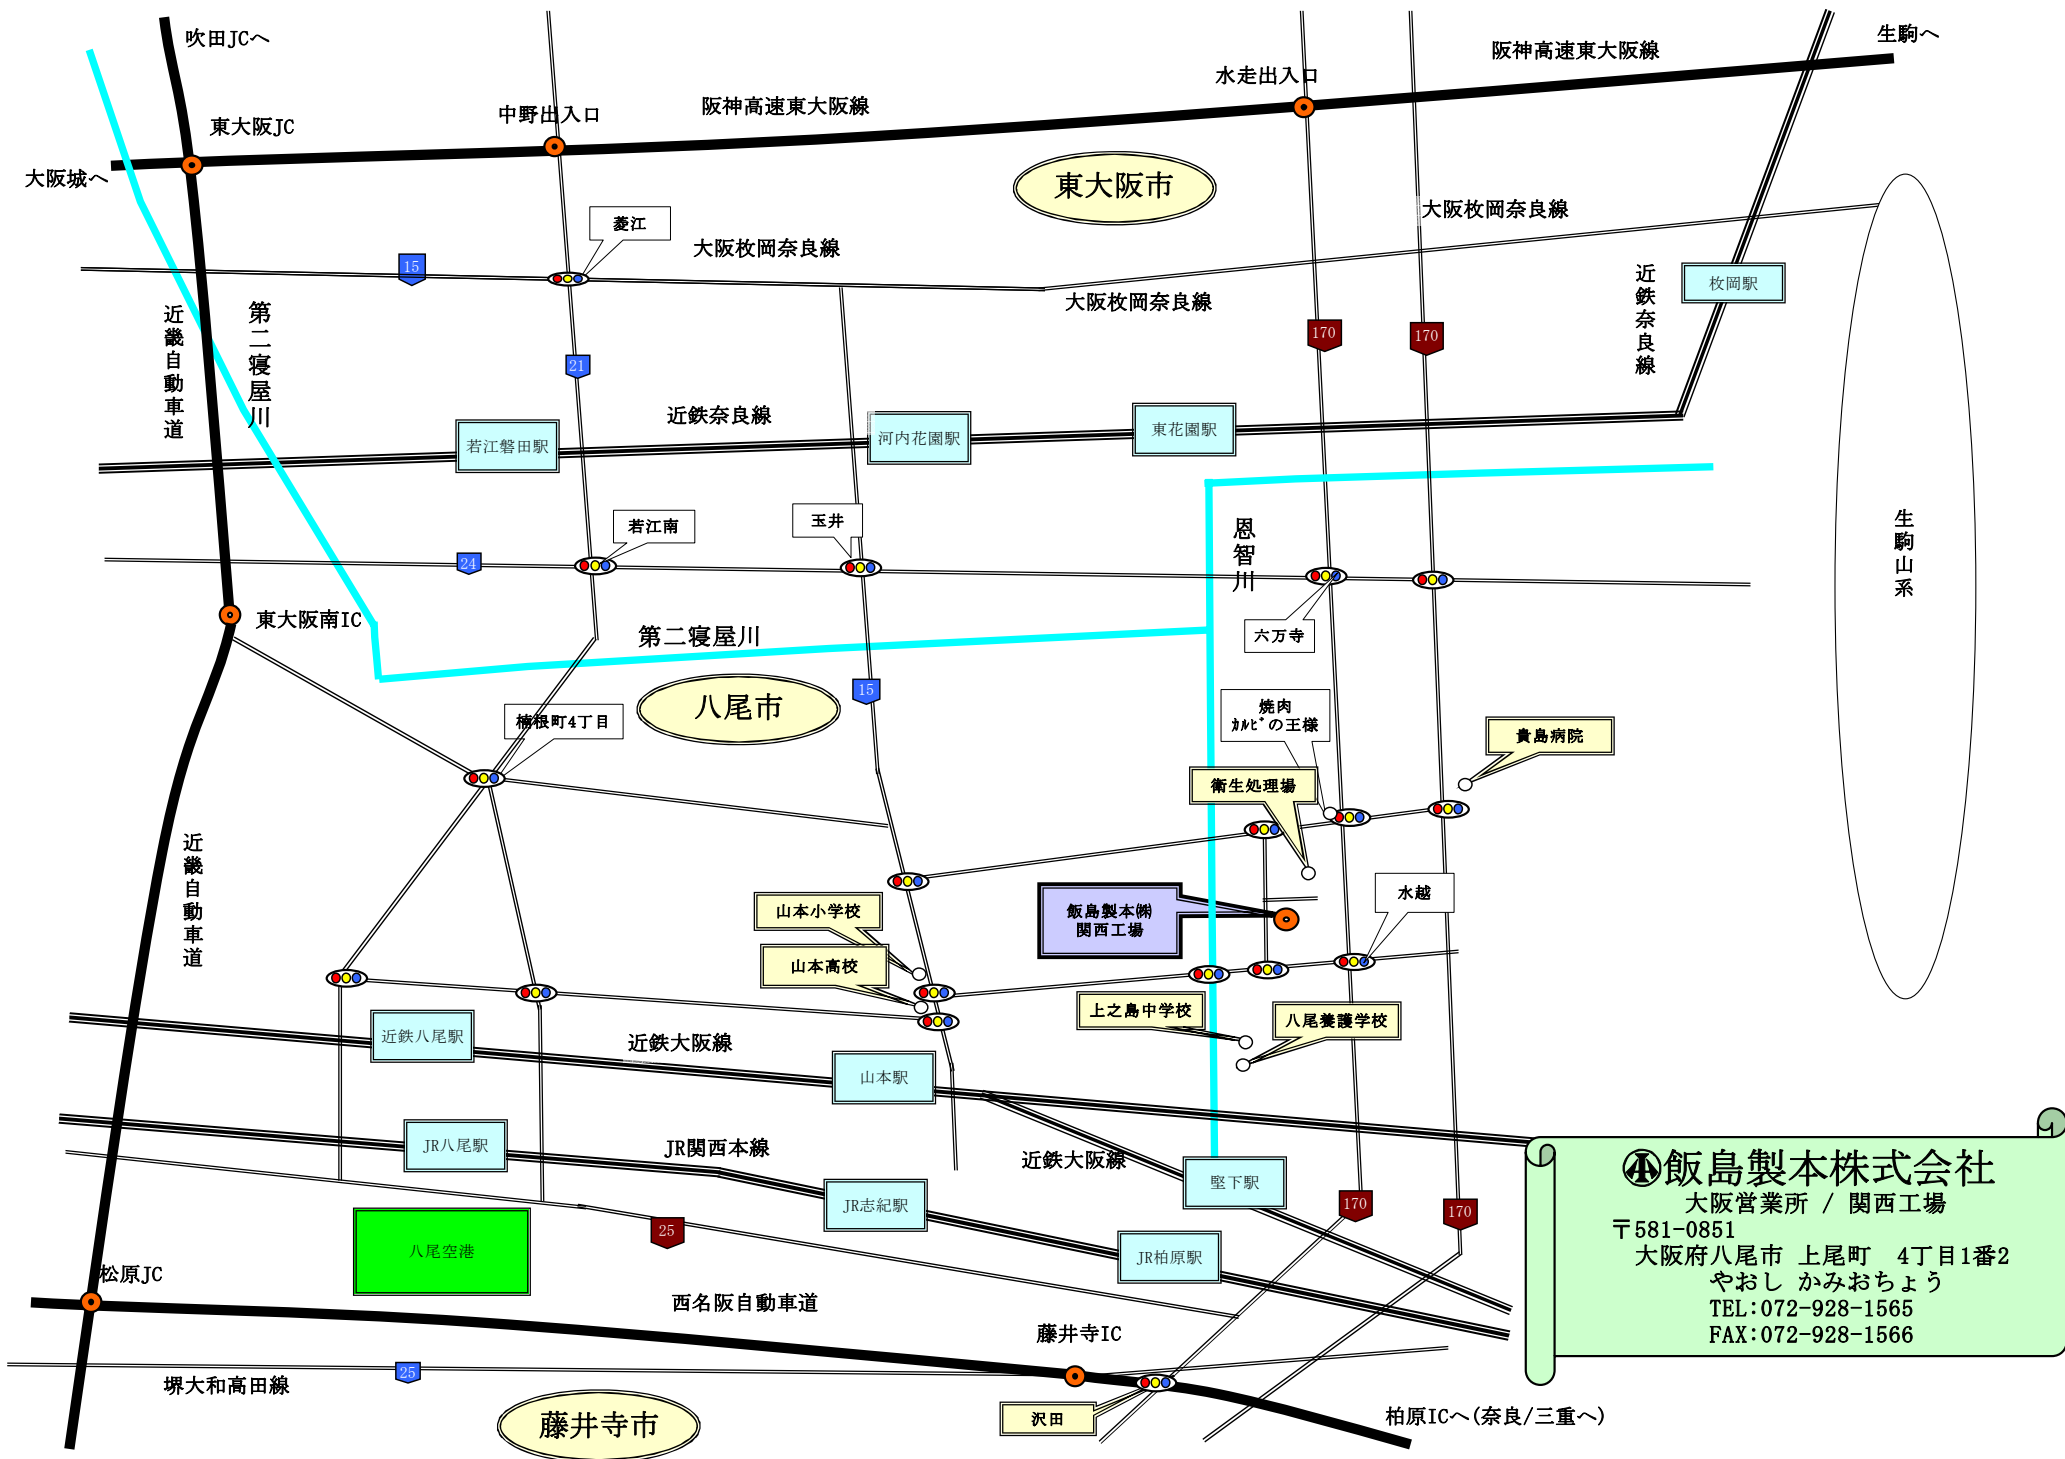 吹田JCへ
生駒へ
阪神高速東大阪線
水走出入口
阪神高速東大阪線
中野出入口
東大阪JC
大阪城へ
東大阪市
菱江
大阪枚岡奈良線
大阪枚岡奈良線
15
大阪枚岡奈良線
近鉄奈良線
枚岡駅
近畿自動車道
第二寝屋川
170
170
21
近鉄奈良線
若江磐田駅
河内花園駅
東花園駅
若江南
玉井
恩智川
生駒山系
24
東大阪南IC
第二寝屋川
六万寺
八尾市
15
楠根町4丁目
焼肉
カルビの王様
貴島病院
衛生処理場
近畿自動車道
山本小学校
飯島製本㈱
関西工場
水越
山本高校
上之島中学校
八尾養護学校
近鉄八尾駅
近鉄大阪線
山本駅
JR八尾駅
JR関西本線
近鉄大阪線
堅下駅
JR志紀駅
170
170
25
八尾空港
JR柏原駅
松原JC
西名阪自動車道
藤井寺IC
堺大和高田線
25
藤井寺市
沢田
柏原ICへ(奈良/三重へ)
飯島製本株式会社
大阪営業所 / 関西工場
〒581-0851
大阪府八尾市 上尾町　4丁目1番2
やおし かみおちょう
TEL:072-928-1565
FAX:072-928-1566